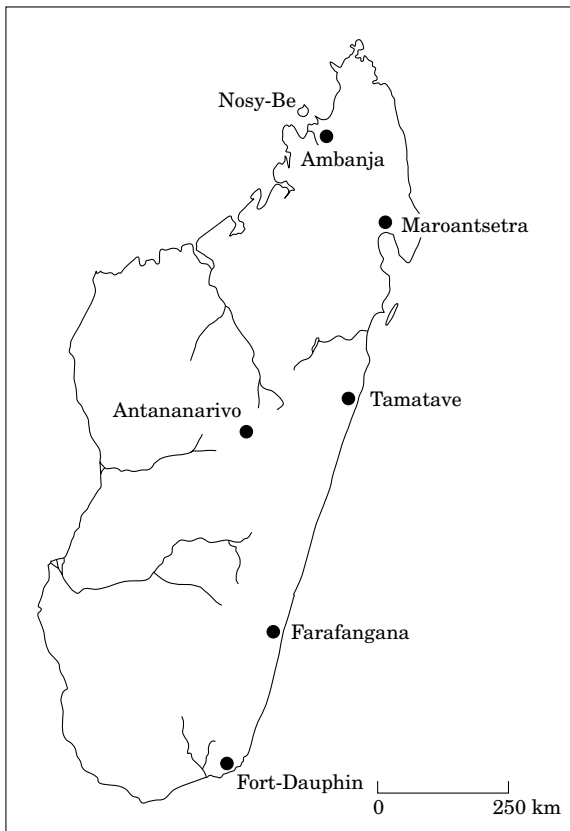 Nosy-Be
Ambanja
Maroantsetra
Tamatave
Antananarivo
Farafangana
Fort-Dauphin
0 250 km